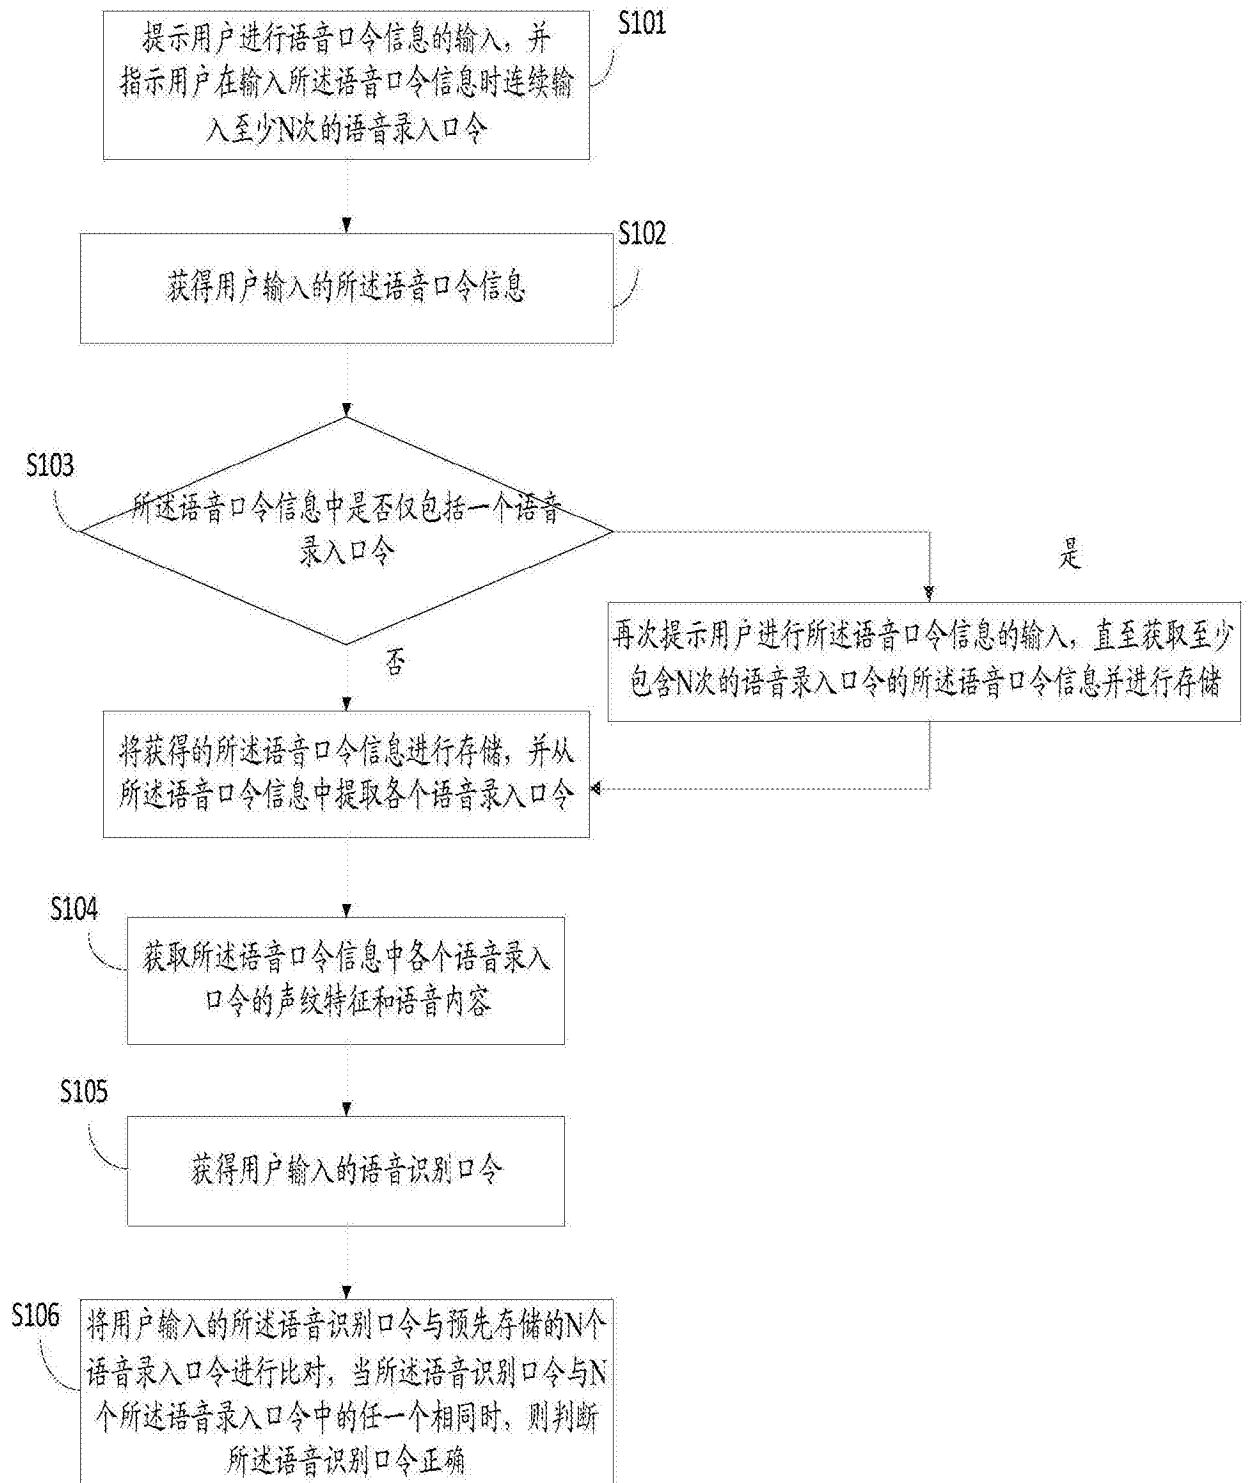 S101
提示用户进行语音口令信息的输入，并
指示用户在输入所述语音口令信息时连续输
入至少N次的语音录入口令
S102
获得用户输入的所述语音口令信息
S103
所述语音口令信息中是否仅包括一个语音
录入口令
是
否
再次提示用户进行所述语音口令信息的输入，直至获取至少
包含N次的语音录入口令的所述语音口令信息并进行存储
将获得的所述语音口令信息进行存储，并从
所述语音口令信息中提取各个语音录入口令
S104
获取所述语音口令信息中各个语音录入
口令的声纹特征和语音内容
S105
获得用户输入的语音识别口令
S106
将用户输入的所述语音识别口令与预先存储的N个
语音录入口令进行比对，当所述语音识别口令与N
个所述语音录入口令中的任一个相同时，则判断
所述语音识别口令正确